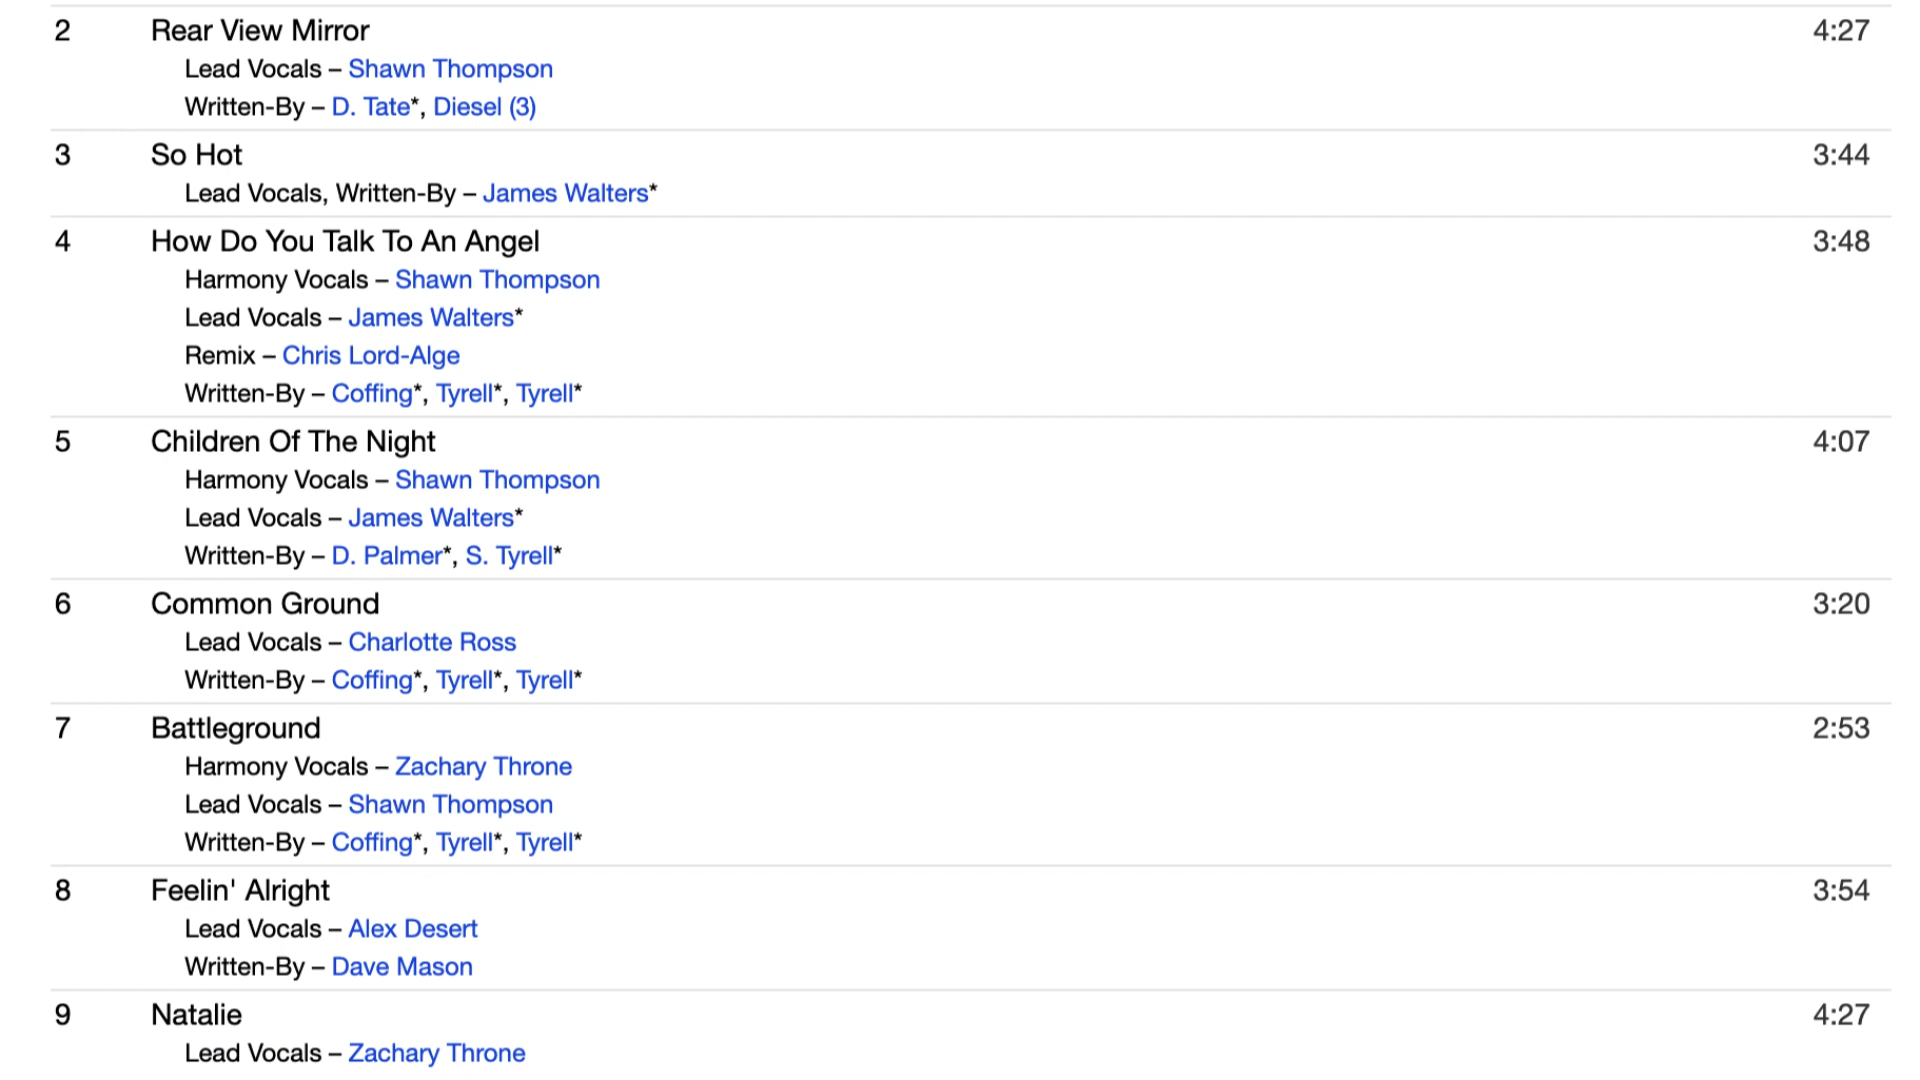 2 Rear View Mirror 4:27
Lead Vocals – Shawn Thompson
Written-By – D. Tate*, Diesel (3)
3 So Hot 3:44
Lead Vocals, Written-By – James Walters*
4 How Do You Talk To An Angel 3:48
Harmony Vocals – Shawn Thompson
Lead Vocals – James Walters*
Remix – Chris Lord-Alge
Written-By – Coffing*, Tyrell*, Tyrell*
5 Children Of The Night 4:07
Harmony Vocals – Shawn Thompson
Lead Vocals – James Walters*
Written-By – D. Palmer*, S. Tyrell*
6 Common Ground 3:20
Lead Vocals – Charlotte Ross
Written-By – Coffing*, Tyrell*, Tyrell*
7 Battleground 2:53
Harmony Vocals – Zachary Throne
Lead Vocals – Shawn Thompson
Written-By – Coffing*, Tyrell*, Tyrell*
8 Feelin' Alright 3:54
Lead Vocals – Alex Desert
Written-By – Dave Mason
9 Natalie 4:27
Lead Vocals – Zachary Throne